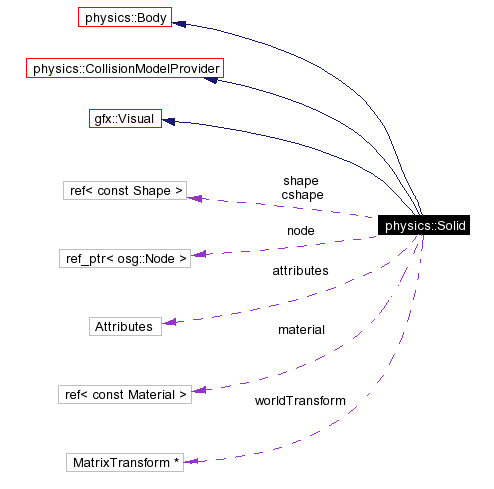 physics::Body
physics::CollisionModelProvider
gfx::Visual
shape
cshape
ref< const Shape >
physics::Solid
node
ref_ptr< osg::Node >
attributes
Attributes
material
ref< const Material >
worldTransform
MatrixTransform *